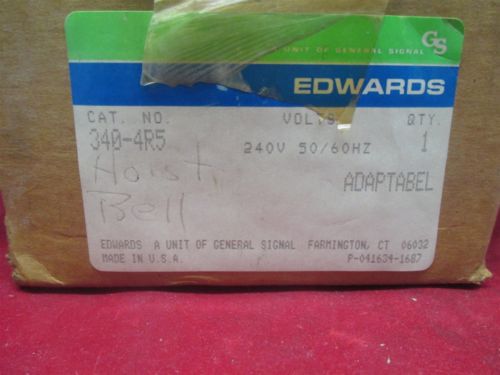 GS
A UNIT OF GENERAL SIGNAL
EDWARDS
CAT. NO. VOLTS QTY.
340-4R5 240V 50/60HZ 1
Hoist
Bell
ADAPTABEL
EDWARDS A UNIT OF GENERAL SIGNAL FARMINGTON, CT 06032
MADE IN U.S.A. P-041634-1687